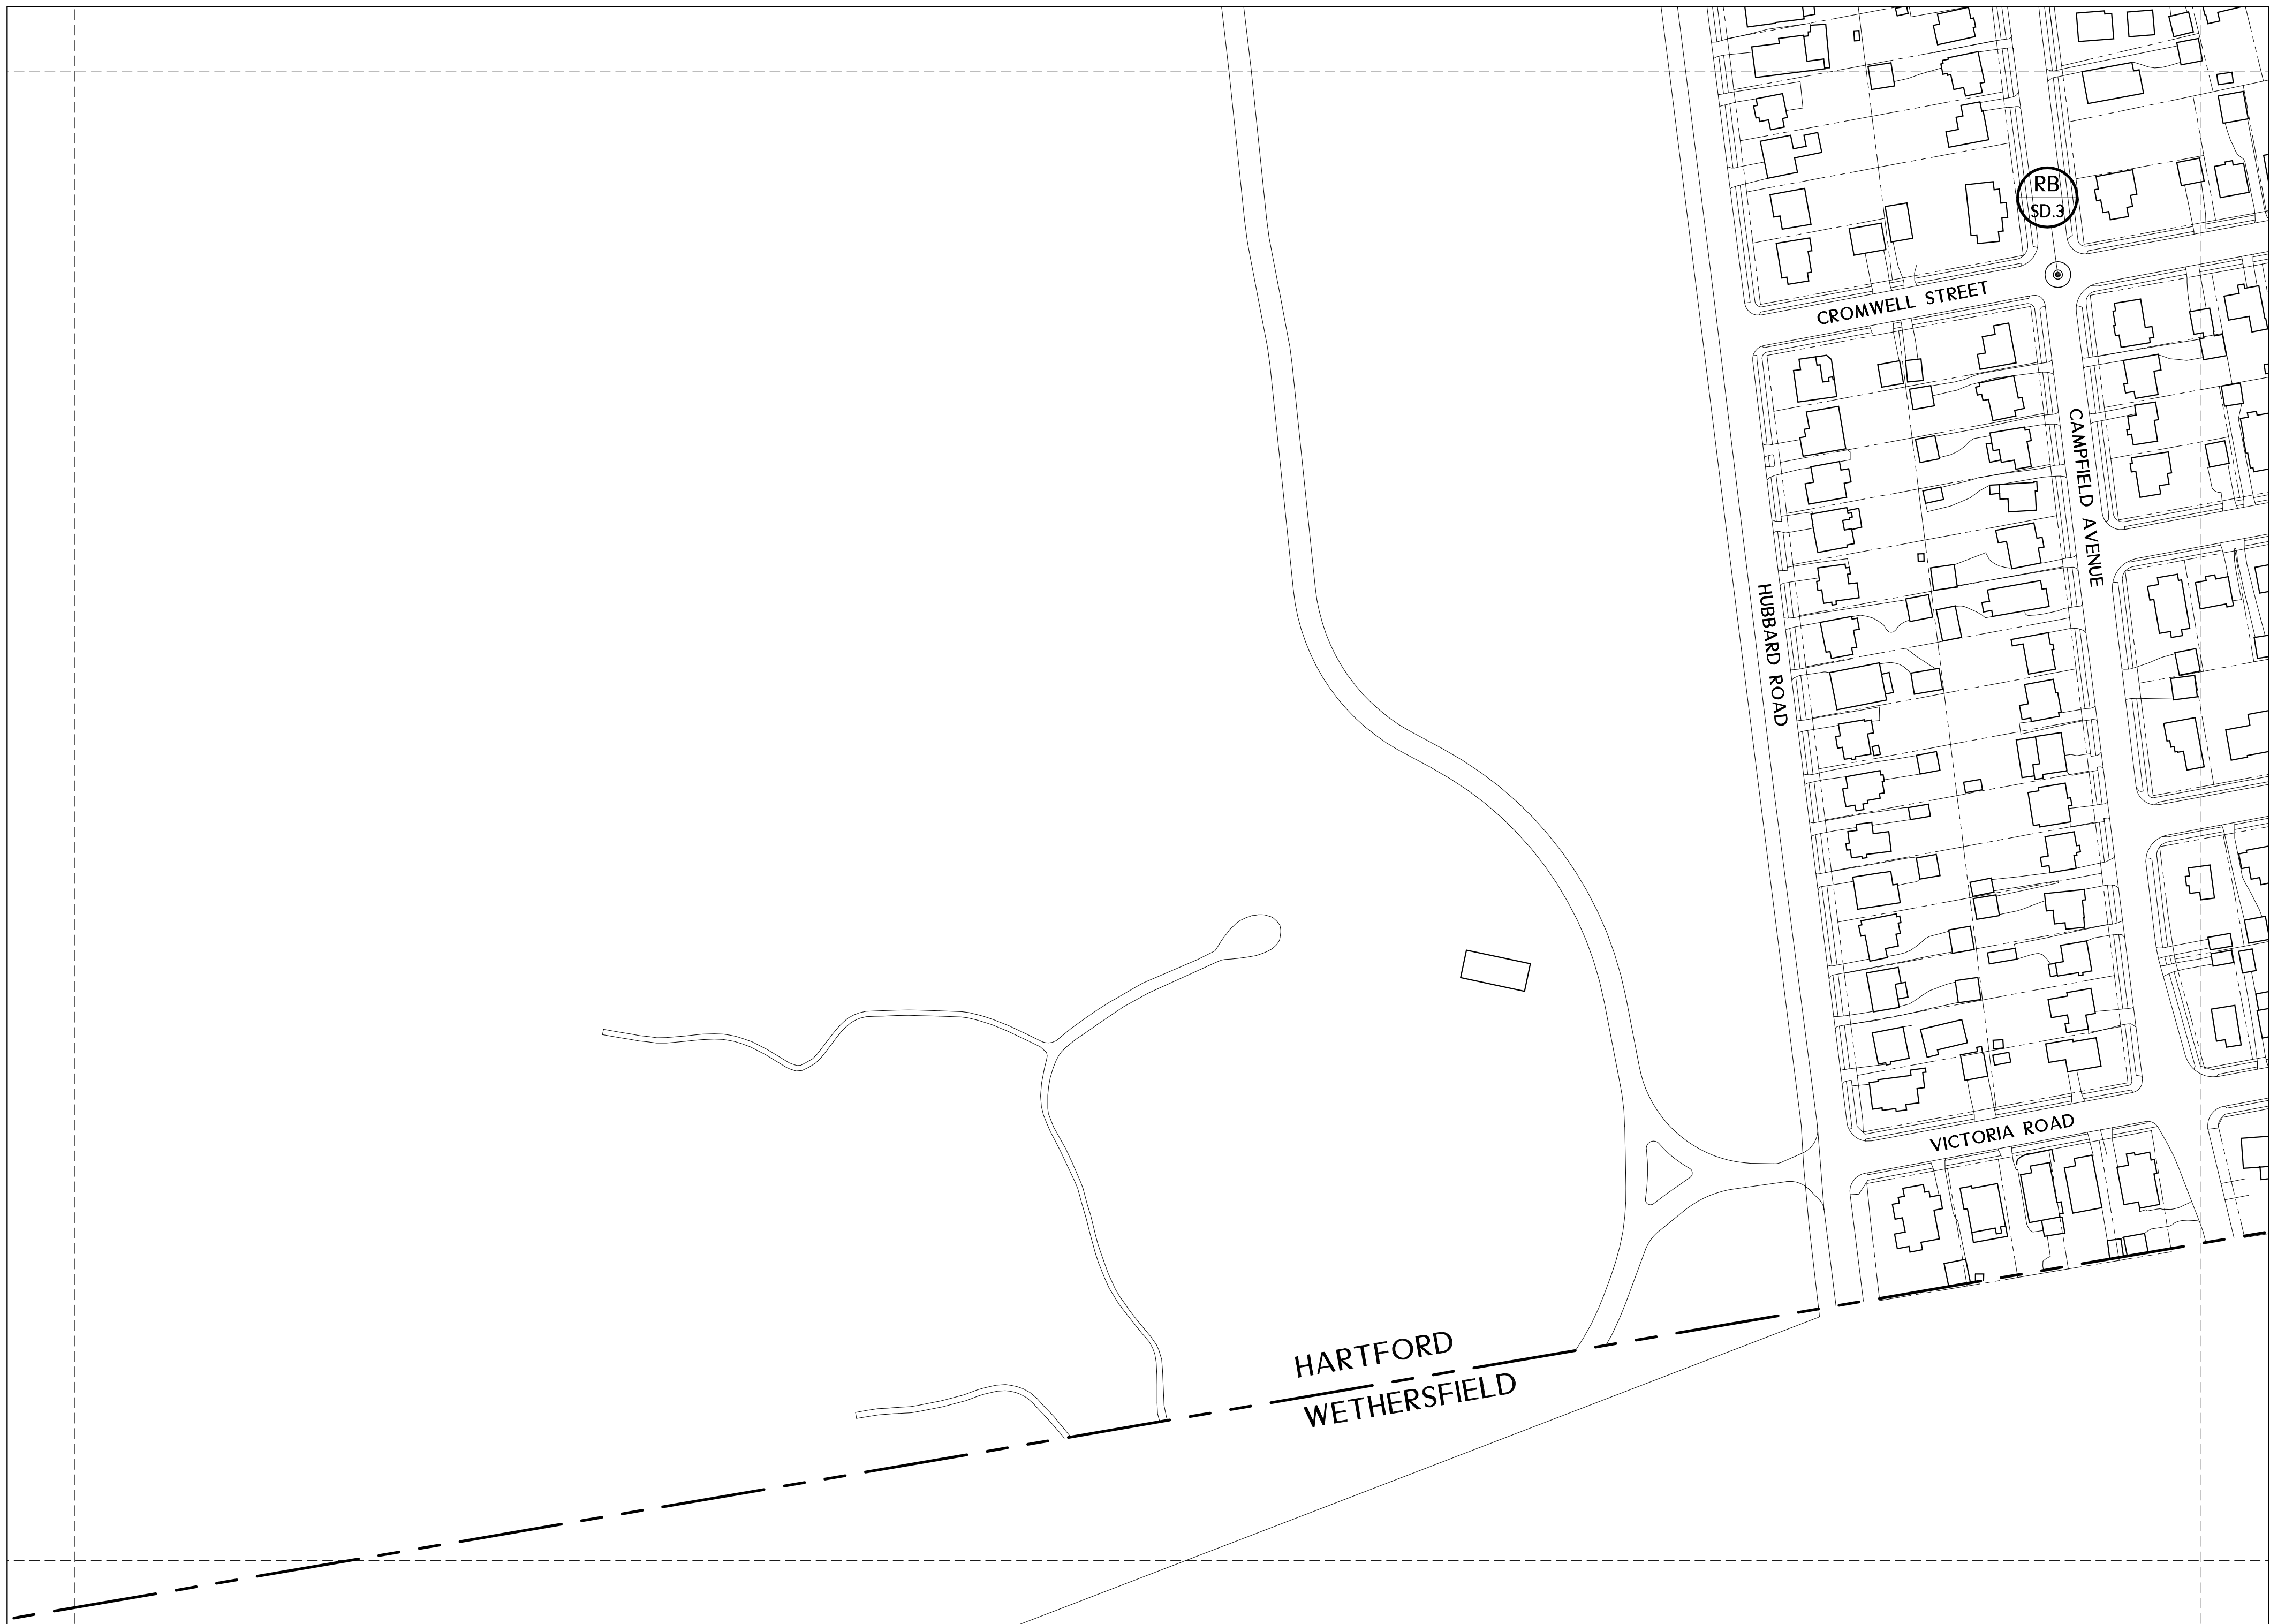 RB
SD.3
CROMWELL STREET
CAMPFIELD AVENUE
HUBBARD ROAD
VICTORIA ROAD
HARTFORD
WETHERSFIELD